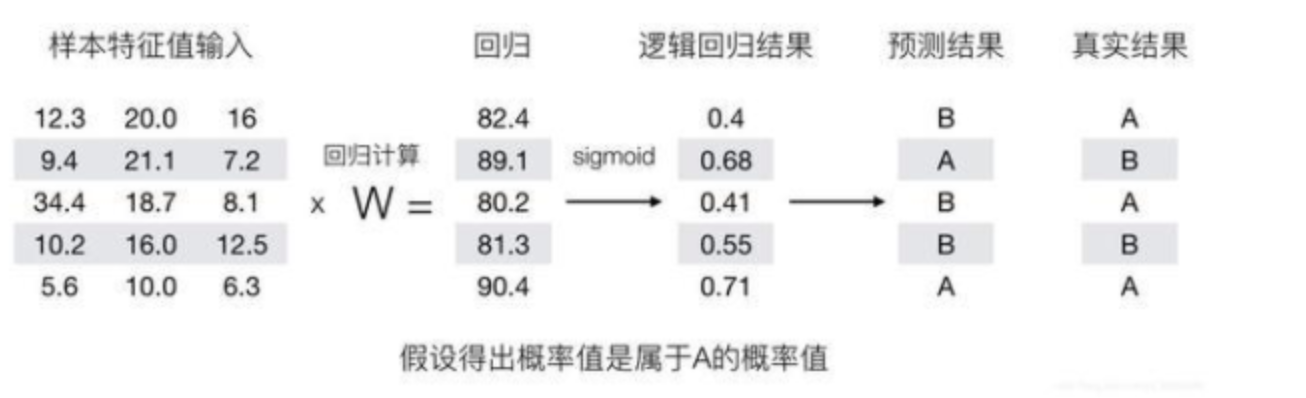 样本特征值输入 回归 逻辑回归结果 预测结果 真实结果
12.3 20.0 16 82.4 0.4 B A
9.4 21.1 7.2 回归计算 89.1 sigmoid 0.68 A B
34.4 18.7 8.1 x W = 80.2 0.41 B A
10.2 16.0 12.5 81.3 0.55 B B
5.6 10.0 6.3 90.4 0.71 A A
假设得出概率值是属于A的概率值